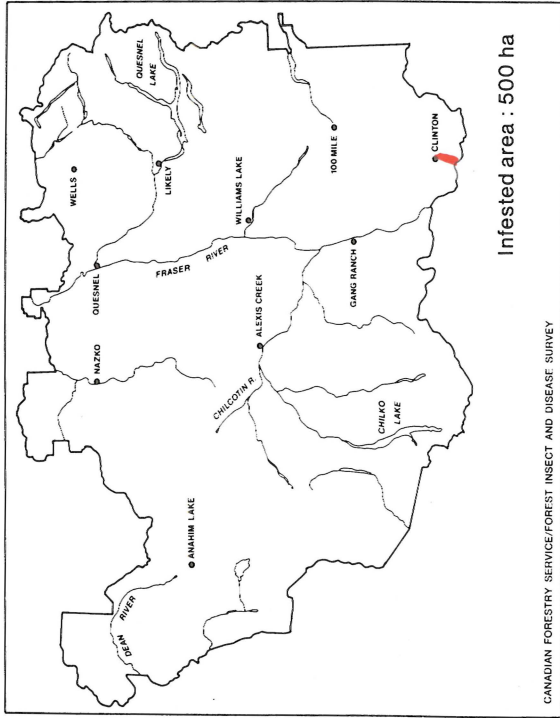 QUESNEL
LAKE
WELLS
LIKELY
QUESNEL
NAZKO
FRASER
RIVER
WILLIAMS LAKE
100 MILE
CLINTON
ALEXIS CREEK
GANG RANCH
CHILCOTIN R.
CHILKO
LAKE
ANAHIM LAKE
DEAN
RIVER
Infested area : 500 ha
CANADIAN FORESTRY SERVICE/FOREST INSECT AND DISEASE SURVEY